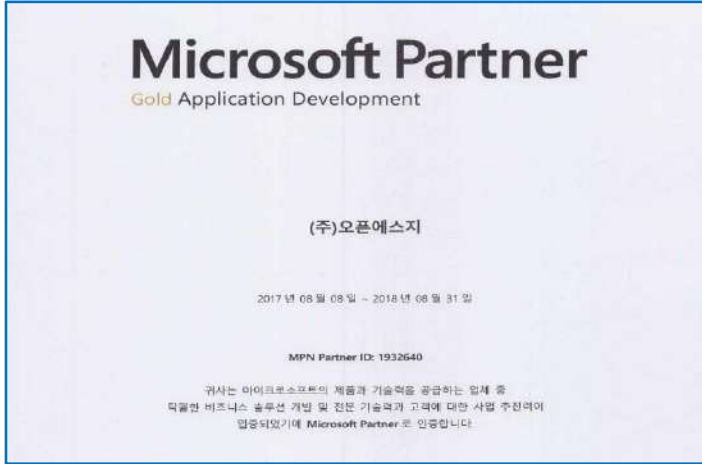 Microsoft Partner
Gold Application Development
(주)오픈에스지
2017 년 08 월 08 일 ~ 2018 년 08 월 31 일
MPN Partner ID: 1932640
귀사는 마이크로소프트의 제품과 기술력을 공급하는 업체 중
탁월한 비즈니스 솔루션 개발 및 전문 기술력과 고객에 대한 사업 추진력이
입증되었기에 Microsoft Partner 로 인증합니다.